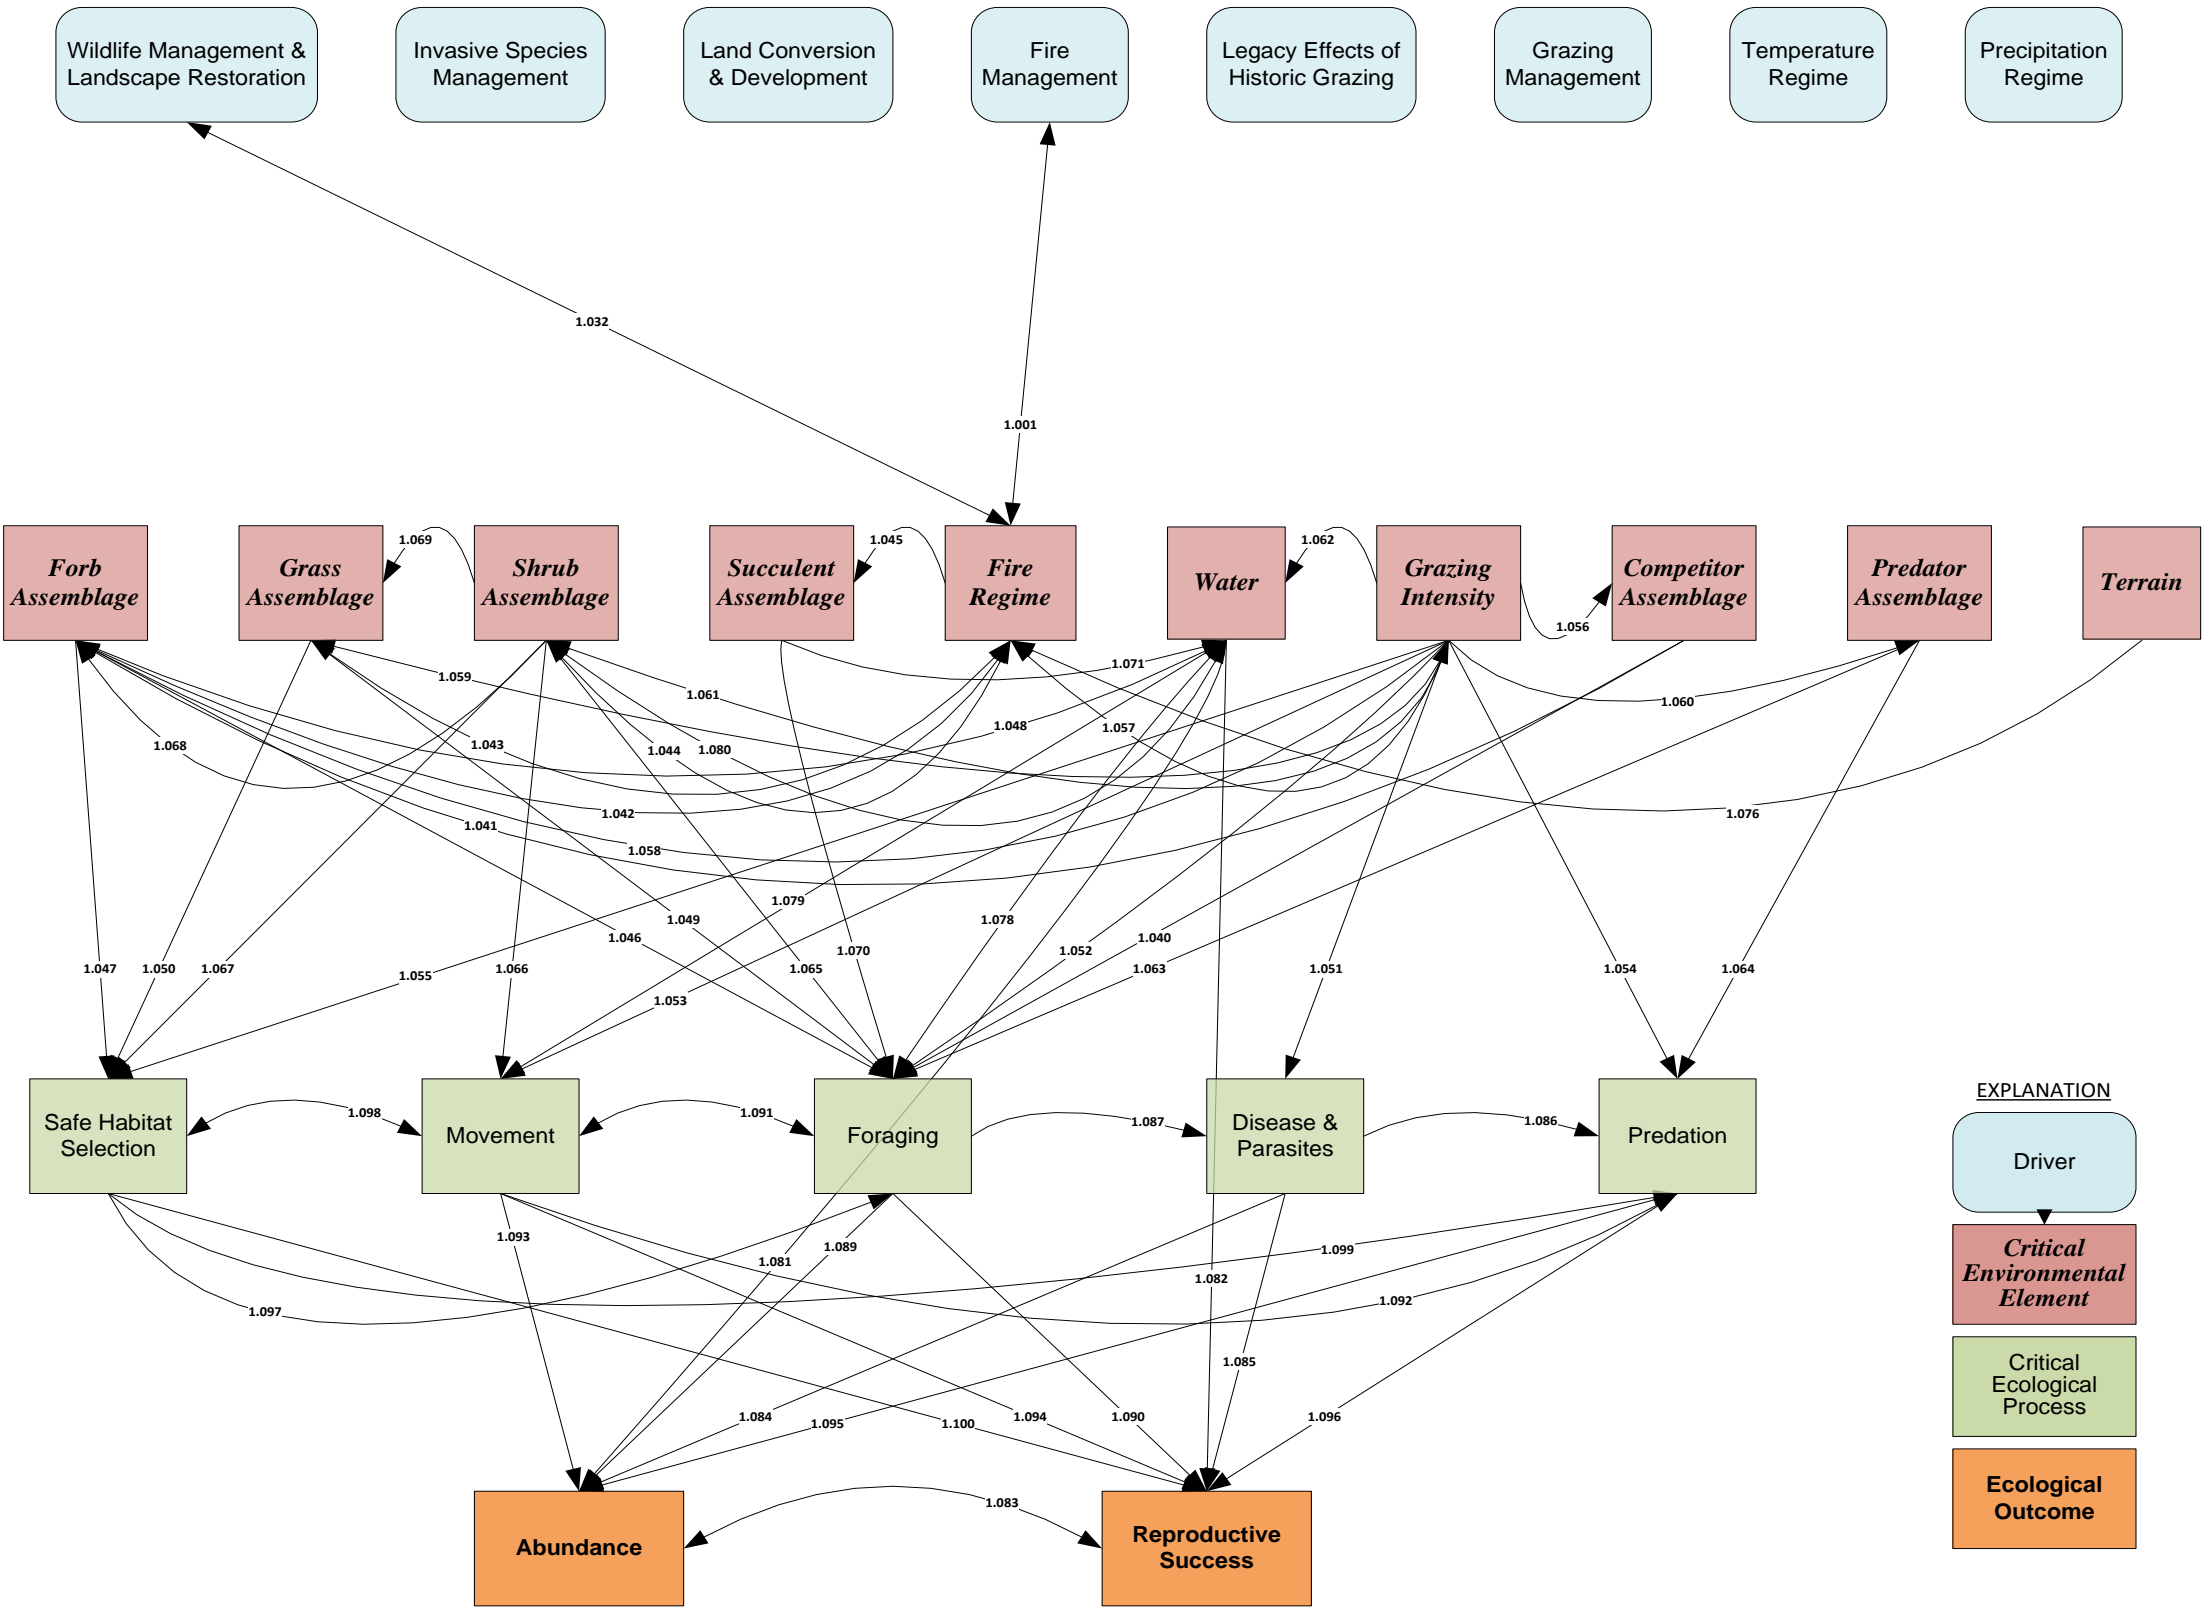 Wildlife Management &
Landscape Restoration
Invasive Species
Management
Land Conversion
& Development
Fire
Management
Legacy Effects of
Historic Grazing
Grazing
Management
Temperature
Regime
Precipitation
Regime
1.032
1.001
Forb
Assemblage
Grass
Assemblage
1.069
Shrub
Assemblage
Succulent
Assemblage
1.045
Fire
Regime
Water
1.062
Grazing
Intensity
1.056
Competitor
Assemblage
Predator
Assemblage
Terrain
1.071
1.059
1.061
1.060
1.068
1.043
1.044
1.080
1.048
1.057
1.042
1.041
1.058
1.076
1.079
1.049
1.078
1.046
1.070
1.052
1.040
1.047
1.050
1.067
1.055
1.066
1.065
1.063
1.051
1.054
1.064
1.053
Safe Habitat
Selection
1.098
Movement
1.091
Foraging
1.087
Disease &
Parasites
1.086
Predation
1.093
1.089
1.081
1.099
1.082
1.097
1.092
1.085
1.084
1.095
1.100
1.094
1.090
1.096
Abundance
1.083
Reproductive
Success
EXPLANATION
Driver
Critical
Environmental
Element
Critical
Ecological
Process
Ecological
Outcome